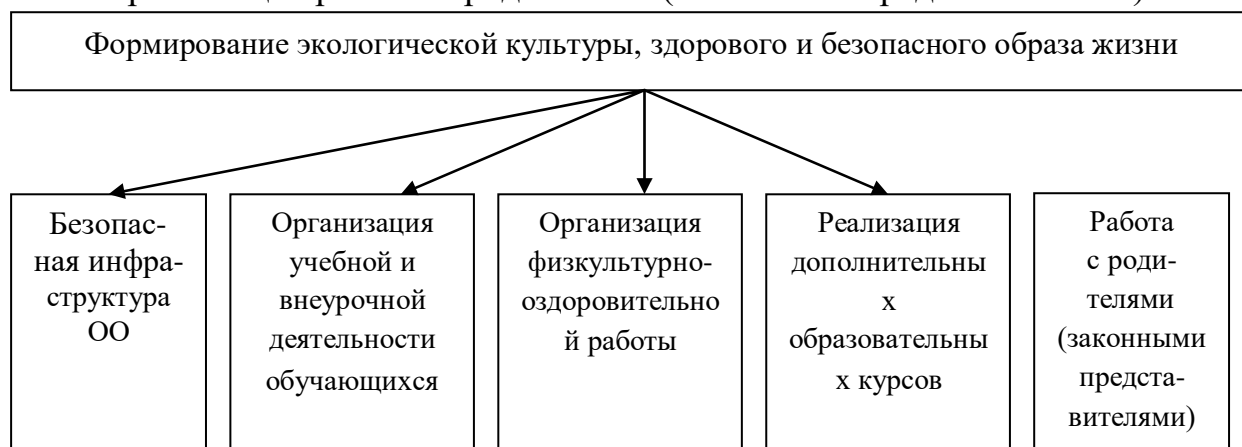 Формирование экологической культуры, здорового и безопасного образа жизни
Безопас-
ная инфра-
структура
ОО
Организация
учебной и
внеурочной
деятельности
обучающихся
Организация
физкультурно-
оздоровительно
й работы
Реализация
дополнительны
х
образовательны
х курсов
Работа
с роди-
телями
(законными
предста-
вителями)